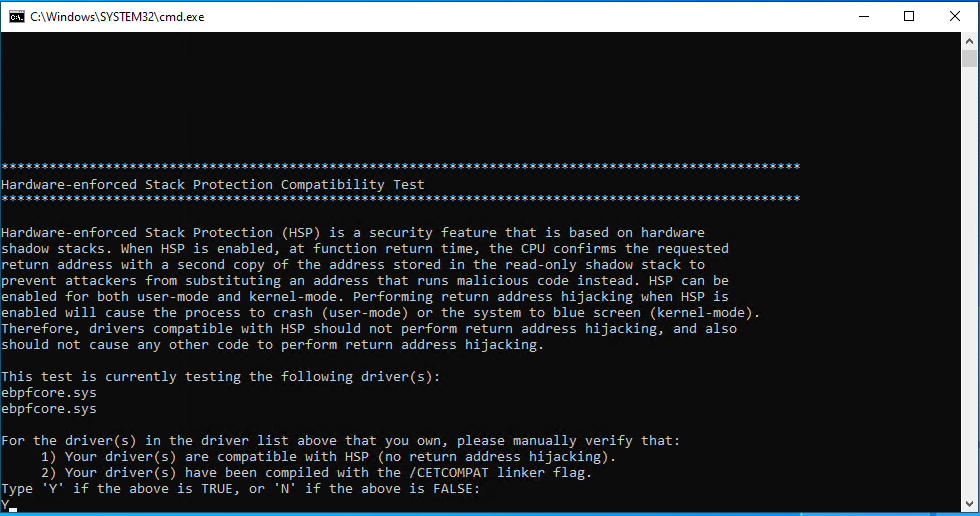 C:\Windows\SYSTEM32\cmd.exe
****************************************************************************************************
Hardware-enforced Stack Protection Compatibility Test
****************************************************************************************************
Hardware-enforced Stack Protection (HSP) is a security feature that is based on hardware
shadow stacks. When HSP is enabled, at function return time, the CPU confirms the requested
return address with a second copy of the address stored in the read-only shadow stack to
prevent attackers from substituting an address that runs malicious code instead. HSP can be
enabled for both user-mode and kernel-mode. Performing return address hijacking when HSP is
enabled will cause the process to crash (user-mode) or the system to blue screen (kernel-mode).
Therefore, drivers compatible with HSP should not perform return address hijacking, and also
should not cause any other code to perform return address hijacking.
This test is currently testing the following driver(s):
ebpfcore.sys
ebpfcore.sys
For the driver(s) in the driver list above that you own, please manually verify that:
1) Your driver(s) are compatible with HSP (no return address hijacking).
2) Your driver(s) have been compiled with the /CETCOMPAT linker flag.
Type 'Y' if the above is TRUE, or 'N' if the above is FALSE:
Y